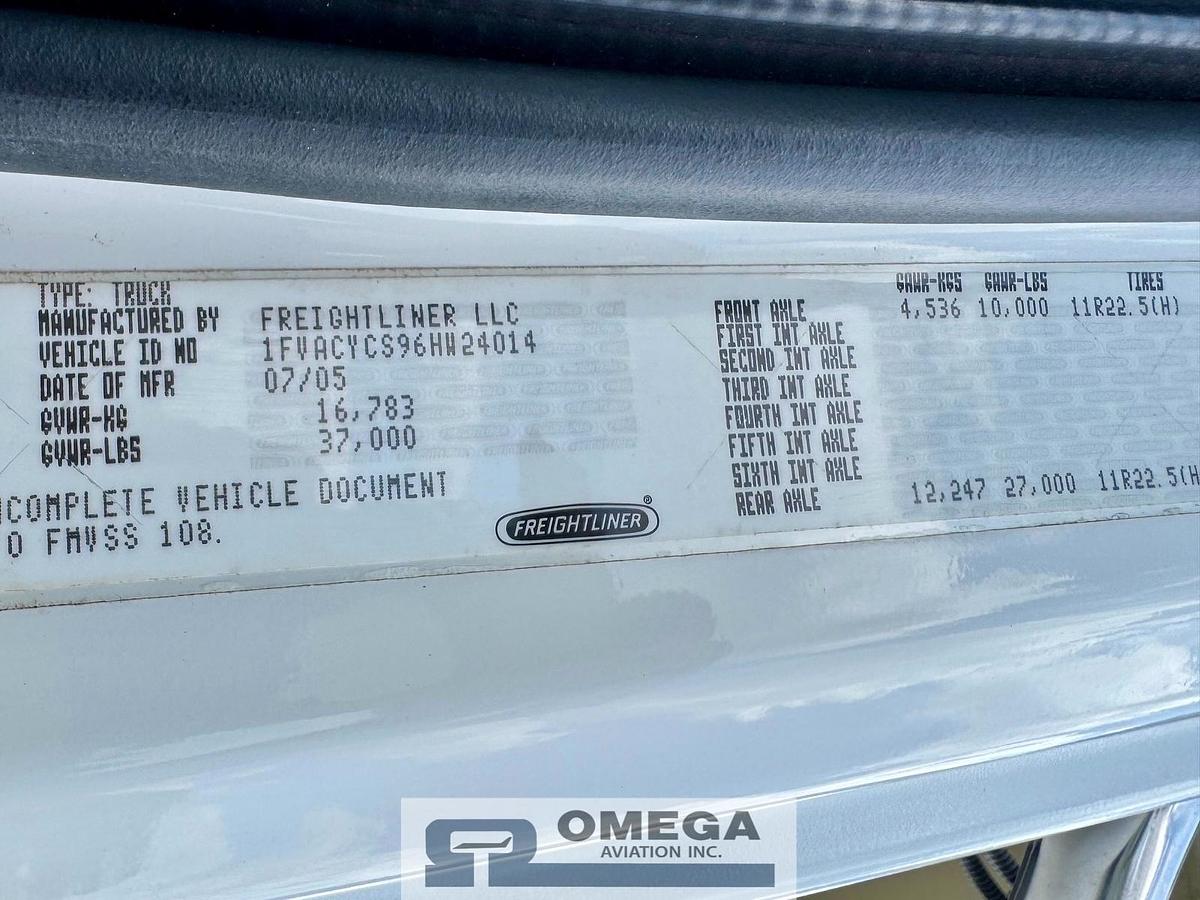 TYPE: TRUCK
MANUFACTURED BY FREIGHTLINER LLC
VEHICLE ID NO 1FVACYCS96HW24014
DATE OF MFR 07/05
GVWR-KG 16,783
GVWR-LBS 37,000
NCOMPLETE VEHICLE DOCUMENT
O FMVSS 108.
FREIGHTLINER®
GAWR-KGS GAWR-LBS TIRES
FRONT AXLE 4,536 10,000 11R22.5(H)
FIRST INT AXLE
SECOND INT AXLE
THIRD INT AXLE
FOURTH INT AXLE
FIFTH INT AXLE
SIXTH INT AXLE
REAR AXLE 12,247 27,000 11R22.5(H
OMEGA
AVIATION INC.